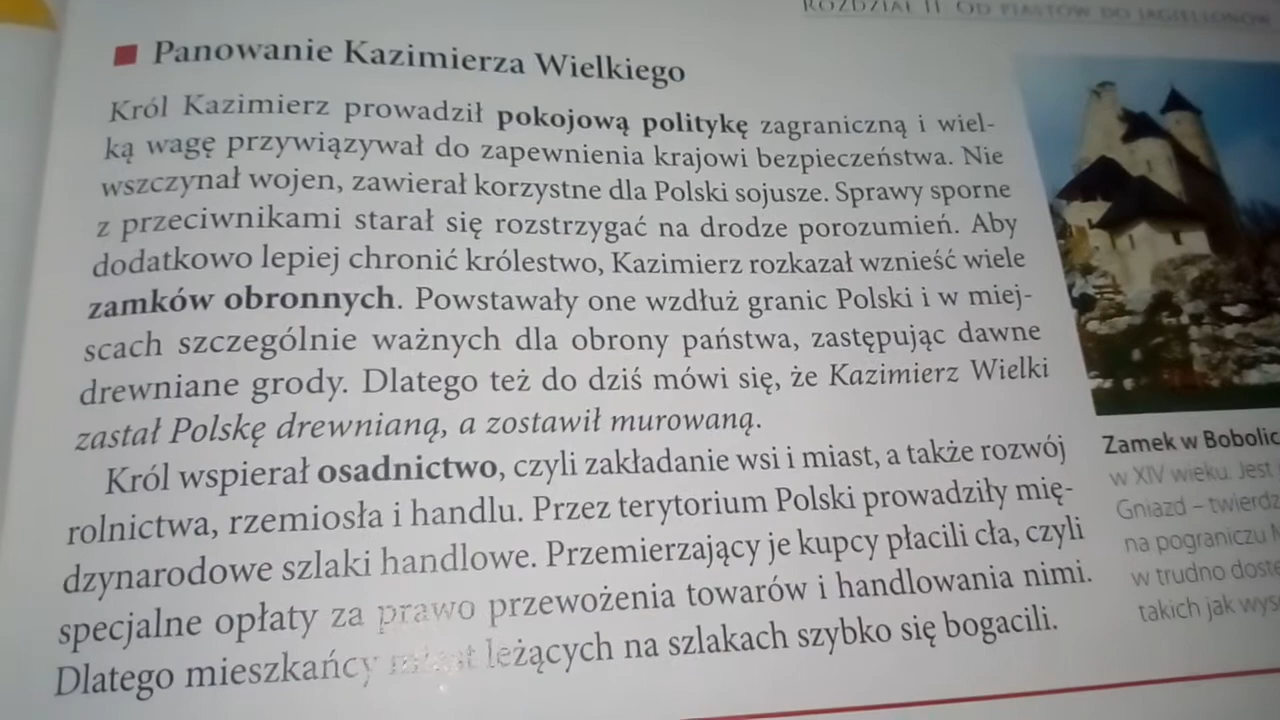 ROZDZIAŁ II OD PIASTÓW DO JAGIELLONÓW
Panowanie Kazimierza Wielkiego
Król Kazimierz prowadził pokojową politykę zagraniczną i wiel-
ką wagę przywiązywał do zapewnienia krajowi bezpieczeństwa. Nie
wszczynał wojen, zawierał korzystne dla Polski sojusze. Sprawy sporne
z przeciwnikami starał się rozstrzygać na drodze porozumień. Aby
dodatkowo lepiej chronić królestwo, Kazimierz rozkazał wznieść wiele
zamków obronnych. Powstawały one wzdłuż granic Polski i w miej-
scach szczególnie ważnych dla obrony państwa, zastępując dawne
drewniane grody. Dlatego też do dziś mówi się, że Kazimierz Wielki
zastał Polskę drewnianą, a zostawił murowaną.
Król wspierał osadnictwo, czyli zakładanie wsi i miast, a także rozwój
rolnictwa, rzemiosła i handlu. Przez terytorium Polski prowadziły mię-
dzynarodowe szlaki handlowe. Przemierzający je kupcy płacili cła, czyli
specjalne opłaty za prawo przewożenia towarów i handlowania nimi.
Dlatego mieszkańcy miast leżących na szlakach szybko się bogacili.
Zamek w Bobolic
w XIV wieku. Jest
Gniazd – twierdz
na pograniczu
w trudno dostę
takich jak wys